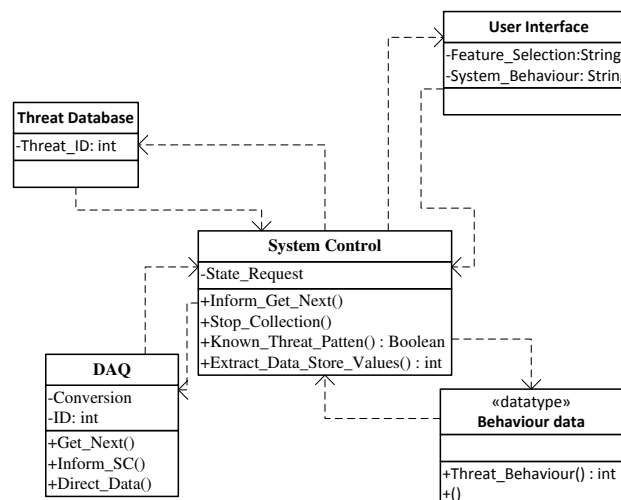 User Interface
-Feature_Selection:String
-System_Behaviour: String
Threat Database
-Threat_ID: int
System Control
-State_Request
+Inform_Get_Next()
+Stop_Collection()
+Known_Threat_Patten() : Boolean
+Extract_Data_Store_Values() : int
DAQ
-Conversion
-ID: int
+Get_Next()
+Inform_SC()
+Direct_Data()
«datatype»
Behaviour data
+Threat_Behaviour() : int
+()